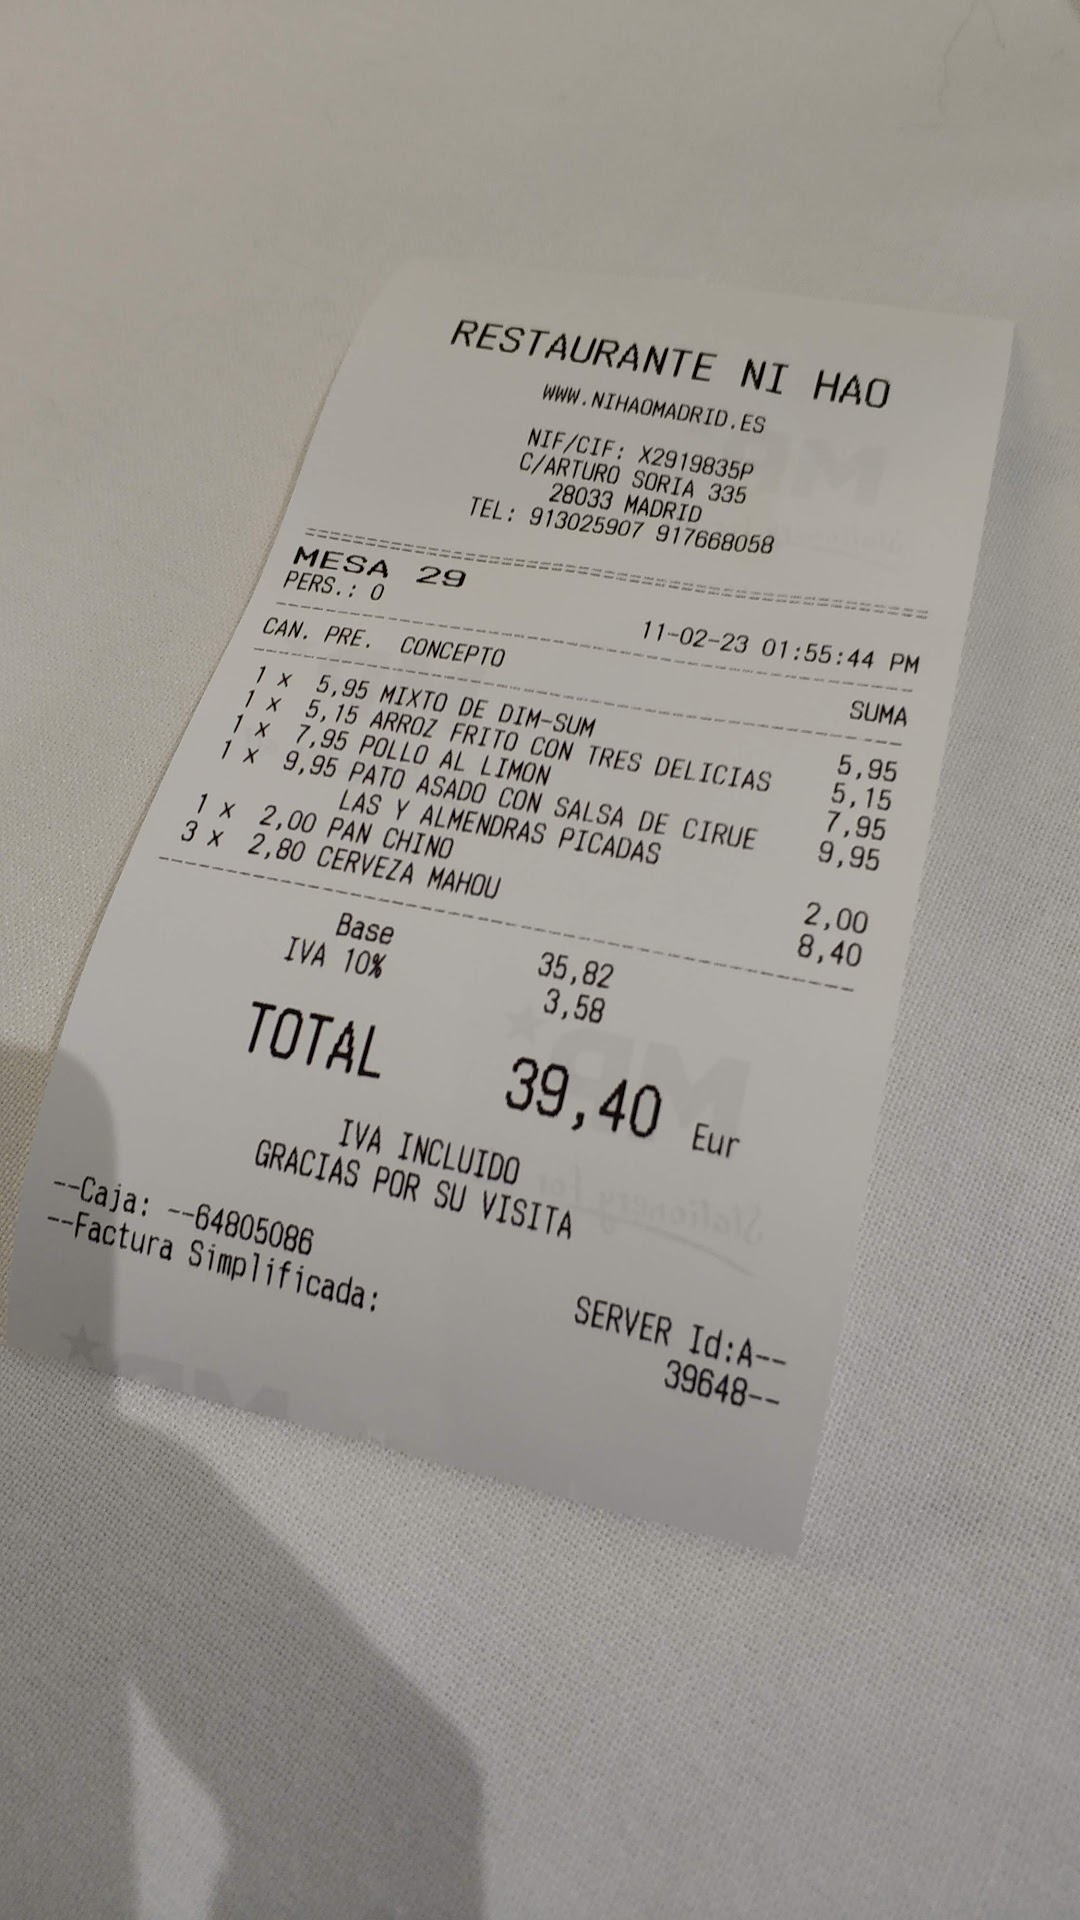 RESTAURANTE NI HAO
WWW.NIHAOMADRID.ES
NIF/CIF: X2919835P
C/ARTURO SORIA 335
28033 MADRID
TEL: 913025907 917668058
MESA 29
PERS.: 0
11-02-23 01:55:44 PM
CAN. PRE. CONCEPTO SUMA
1 x 5,95 MIXTO DE DIM-SUM 5,95
1 x 5,15 ARROZ FRITO CON TRES DELICIAS 5,15
1 x 7,95 POLLO AL LIMON 7,95
1 x 9,95 PATO ASADO CON SALSA DE CIRUE 9,95
LAS Y ALMENDRAS PICADAS
1 x 2,00 PAN CHINO 2,00
3 x 2,80 CERVEZA MAHOU 8,40
Base 35,82
IVA 10% 3,58
TOTAL 39,40 Eur
IVA INCLUIDO
GRACIAS POR SU VISITA
--Caja: --64805086
SERVER Id:A--
--Factura Simplificada:
39648--